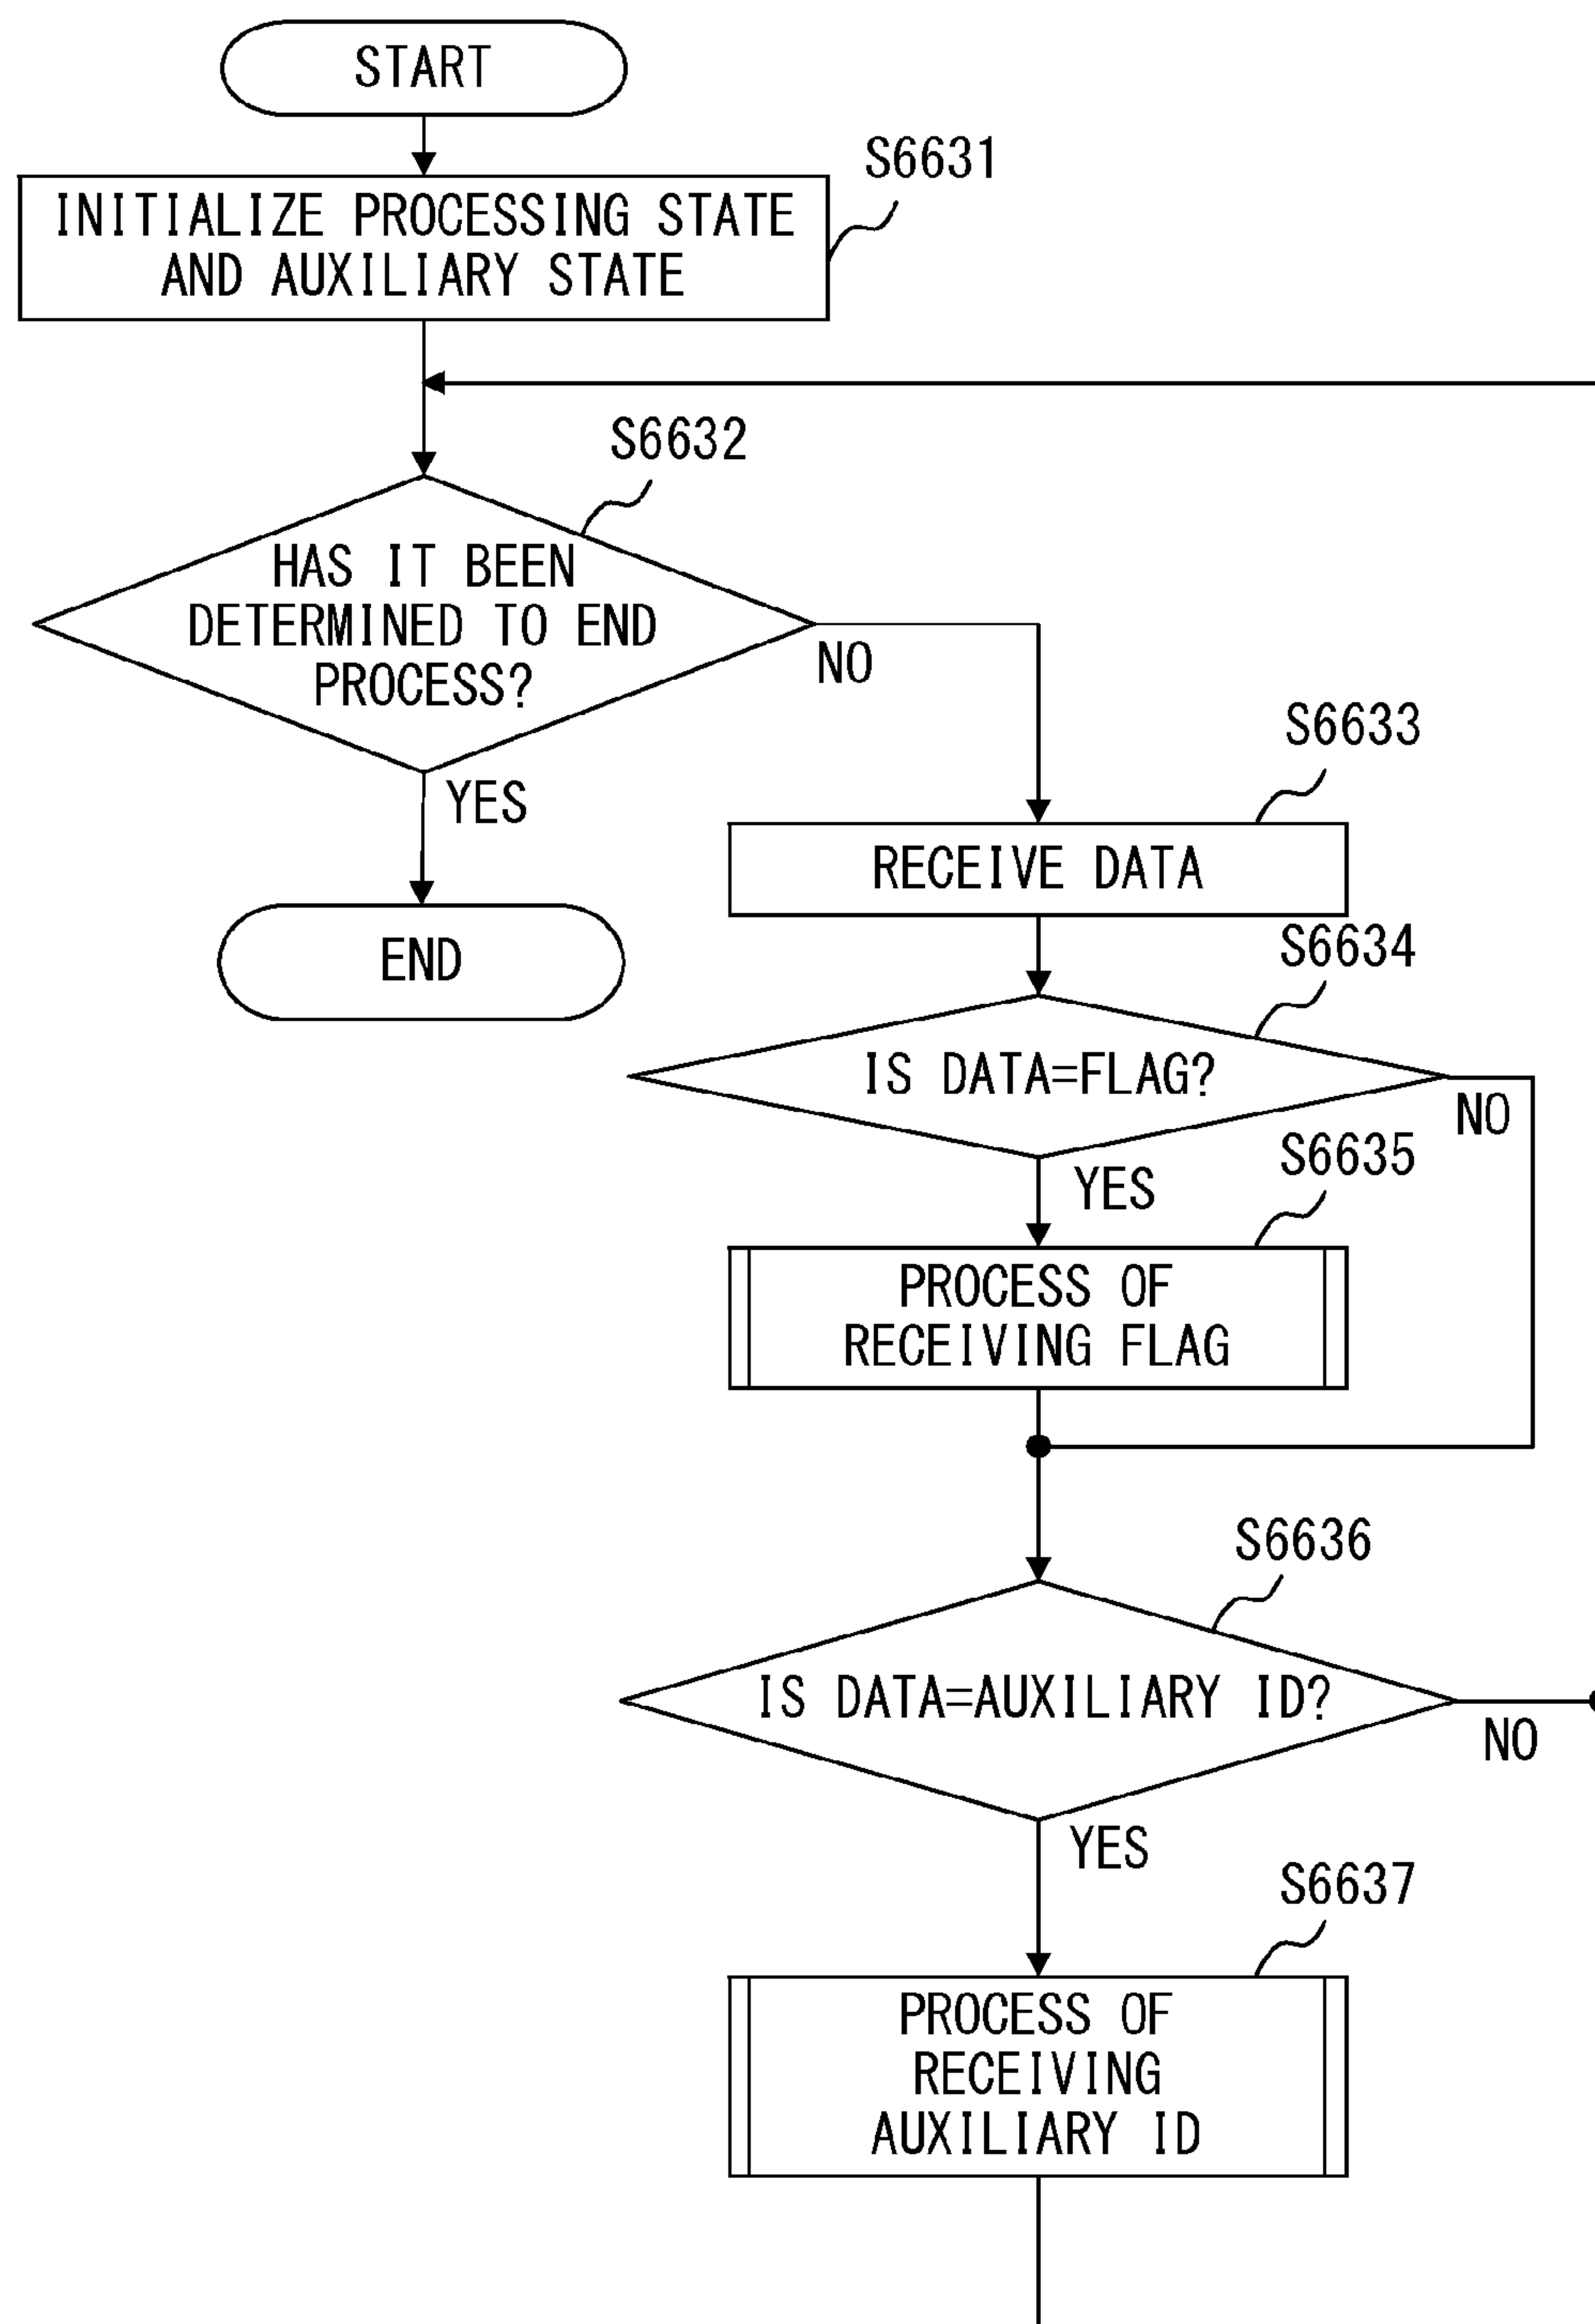 START
S6631
INITIALIZE PROCESSING STATE
AND AUXILIARY STATE
S6632
HAS IT BEEN
DETERMINED TO END
PROCESS?
NO
YES
END
S6633
RECEIVE DATA
S6634
IS DATA=FLAG?
NO
YES
S6635
PROCESS OF
RECEIVING FLAG
S6636
IS DATA=AUXILIARY ID?
NO
YES
S6637
PROCESS OF
RECEIVING
AUXILIARY ID